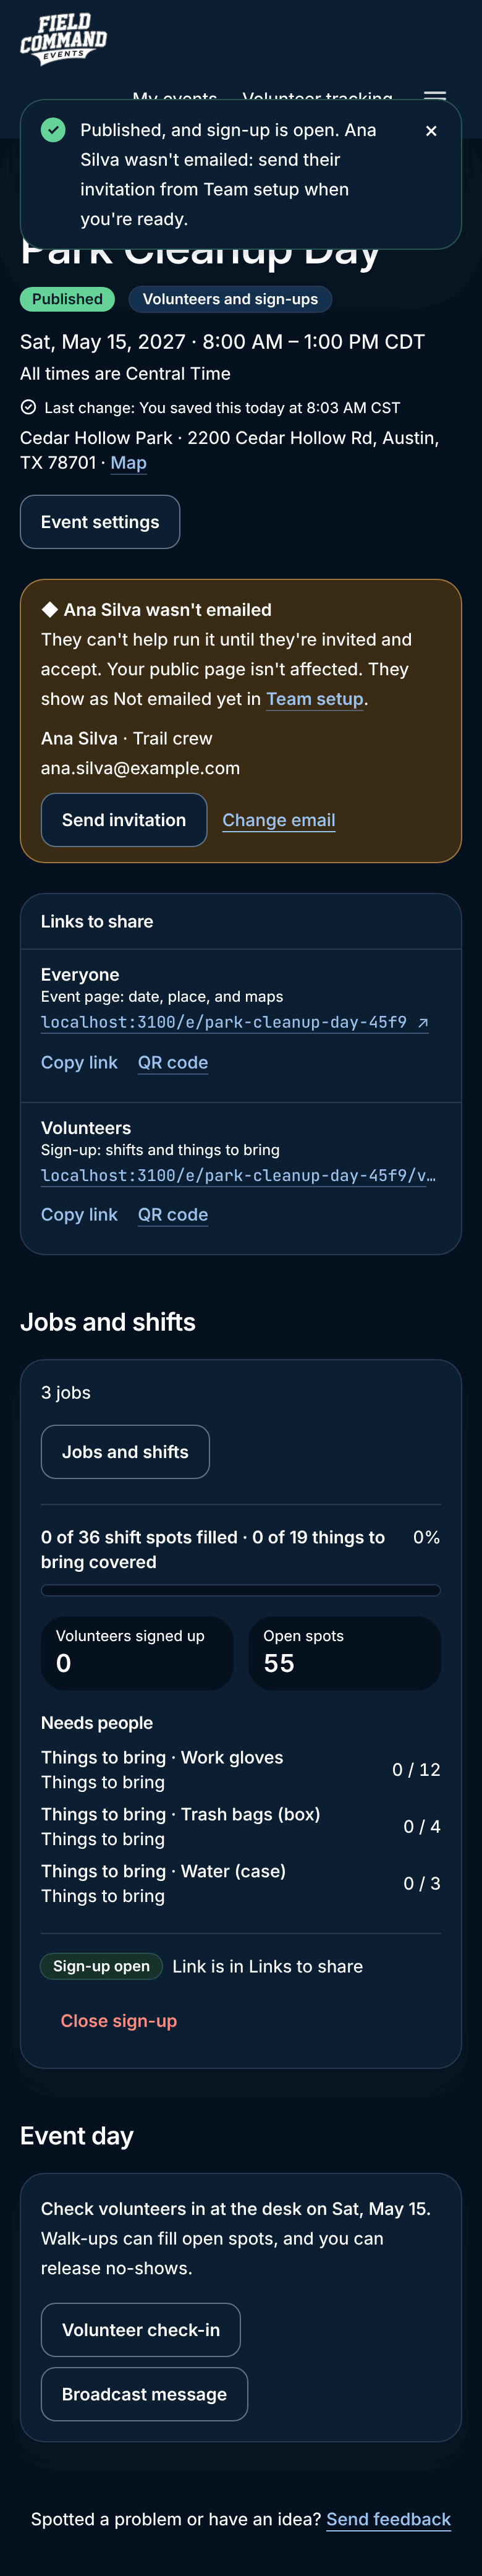 FIELD
COMMAND
EVENTS
My events Volunteer tracking
Published, and sign-up is open. Ana
Silva wasn't emailed: send their
invitation from Team setup when
you're ready.
Park Cleanup Day
Published Volunteers and sign-ups
Sat, May 15, 2027 · 8:00 AM – 1:00 PM CDT
All times are Central Time
Last change: You saved this today at 8:03 AM CST
Cedar Hollow Park · 2200 Cedar Hollow Rd, Austin,
TX 78701 · Map
Event settings
◆ Ana Silva wasn't emailed
They can't help run it until they're invited and
accept. Your public page isn't affected. They
show as Not emailed yet in Team setup.
Ana Silva · Trail crew
ana.silva@example.com
Send invitation Change email
Links to share
Everyone
Event page: date, place, and maps
localhost:3100/e/park-cleanup-day-45f9 ↗
Copy link QR code
Volunteers
Sign-up: shifts and things to bring
localhost:3100/e/park-cleanup-day-45f9/v…
Copy link QR code
Jobs and shifts
3 jobs
Jobs and shifts
0 of 36 shift spots filled · 0 of 19 things to 0%
bring covered
Volunteers signed up Open spots
0 55
Needs people
Things to bring · Work gloves
Things to bring 0 / 12
Things to bring · Trash bags (box)
Things to bring 0 / 4
Things to bring · Water (case)
Things to bring 0 / 3
Sign-up open Link is in Links to share
Close sign-up
Event day
Check volunteers in at the desk on Sat, May 15.
Walk-ups can fill open spots, and you can
release no-shows.
Volunteer check-in
Broadcast message
Spotted a problem or have an idea? Send feedback